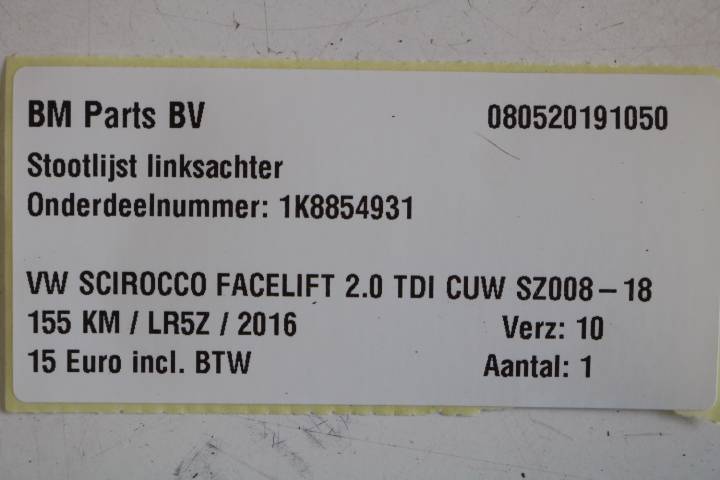 BM Parts BV 080520191050
Stootlijst linksachter
Onderdeelnummer: 1K8854931
VW SCIROCCO FACELIFT 2.0 TDI CUW SZ008-18
155 KM / LR5Z / 2016 Verz: 10
15 Euro incl. BTW Aantal: 1